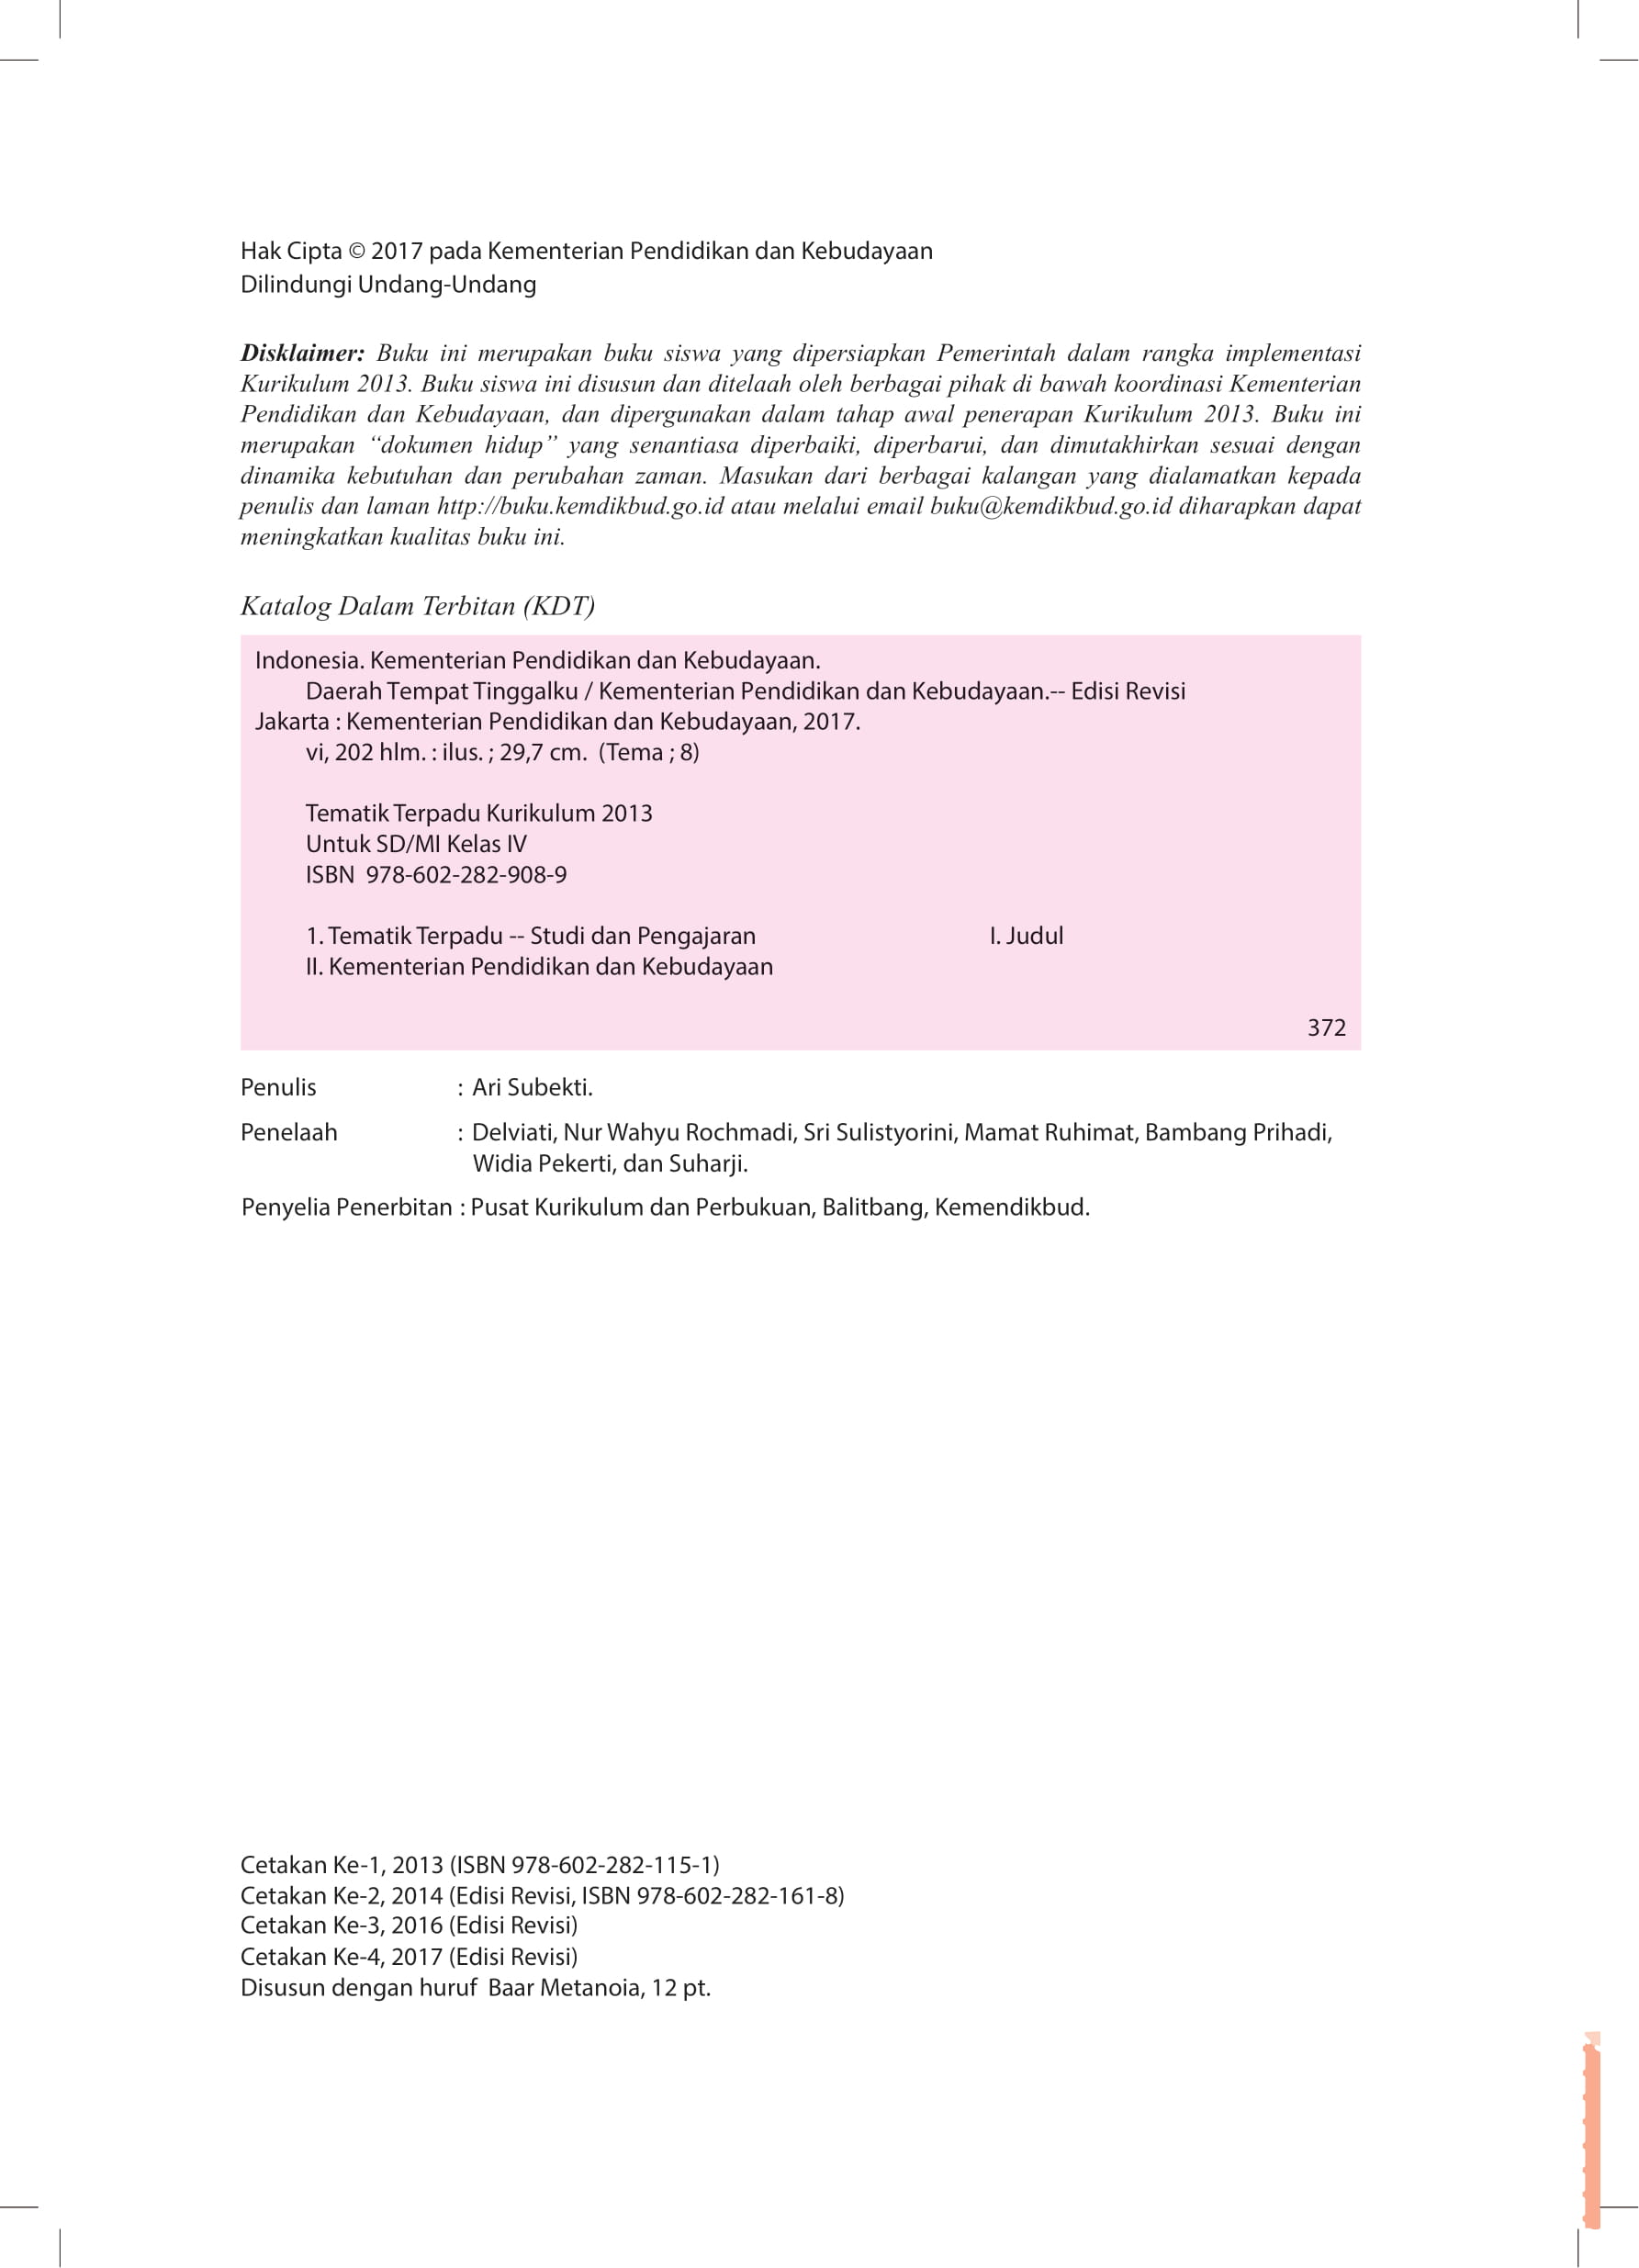 Hak Cipta © 2017 pada Kementerian Pendidikan dan Kebudayaan
Dilindungi Undang-Undang
Disklaimer: Buku ini merupakan buku siswa yang dipersiapkan Pemerintah dalam rangka implementasi
Kurikulum 2013. Buku siswa ini disusun dan ditelaah oleh berbagai pihak di bawah koordinasi Kementerian
Pendidikan dan Kebudayaan, dan dipergunakan dalam tahap awal penerapan Kurikulum 2013. Buku ini
merupakan “dokumen hidup” yang senantiasa diperbaiki, diperbarui, dan dimutakhirkan sesuai dengan
dinamika kebutuhan dan perubahan zaman. Masukan dari berbagai kalangan yang dialamatkan kepada
penulis dan laman http://buku.kemdikbud.go.id atau melalui email buku@kemdikbud.go.id diharapkan dapat
meningkatkan kualitas buku ini.
Katalog Dalam Terbitan (KDT)
Indonesia. Kementerian Pendidikan dan Kebudayaan.
Daerah Tempat Tinggalku / Kementerian Pendidikan dan Kebudayaan.-- Edisi Revisi
Jakarta : Kementerian Pendidikan dan Kebudayaan, 2017.
vi, 202 hlm. : ilus. ; 29,7 cm. (Tema ; 8)
Tematik Terpadu Kurikulum 2013
Untuk SD/MI Kelas IV
ISBN 978-602-282-908-9
1. Tematik Terpadu -- Studi dan Pengajaran I. Judul
II. Kementerian Pendidikan dan Kebudayaan
372
Penulis : Ari Subekti.
Penelaah : Delviati, Nur Wahyu Rochmadi, Sri Sulistyorini, Mamat Ruhimat, Bambang Prihadi,
Widia Pekerti, dan Suharji.
Penyelia Penerbitan : Pusat Kurikulum dan Perbukuan, Balitbang, Kemendikbud.
Cetakan Ke-1, 2013 (ISBN 978-602-282-115-1)
Cetakan Ke-2, 2014 (Edisi Revisi, ISBN 978-602-282-161-8)
Cetakan Ke-3, 2016 (Edisi Revisi)
Cetakan Ke-4, 2017 (Edisi Revisi)
Disusun dengan huruf Baar Metanoia, 12 pt.